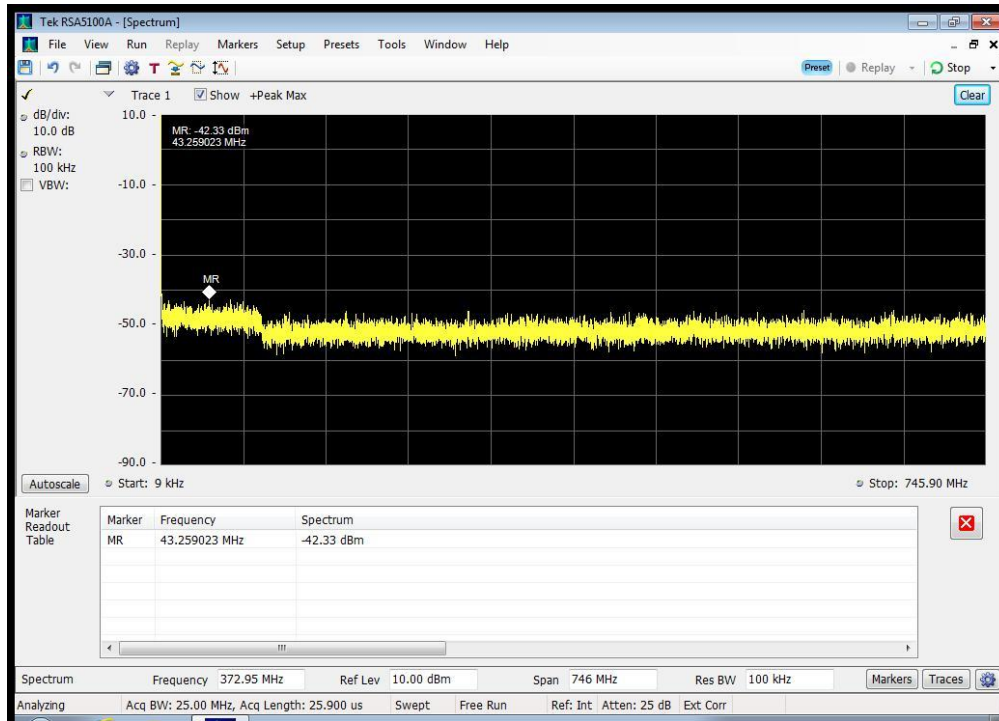 Tek RSA5100A - [Spectrum]
File View Run Replay Markers Setup Presets Tools Window Help
T Preset Replay Stop
Trace 1 Show +Peak Max Clear
dB/div:
10.0 dB
RBW:
100 kHz
VBW:
10.0
MR: -42.33 dBm
43.259023 MHz
-10.0
-30.0
MR
-50.0
-70.0
-90.0
Autoscale Start: 9 kHz Stop: 745.90 MHz
Marker
Readout
Table
Marker Frequency Spectrum
MR 43.259023 MHz -42.33 dBm
Spectrum Frequency 372.95 MHz Ref Lev 10.00 dBm Span 746 MHz Res BW 100 kHz Markers Traces
Analyzing Acq BW: 25.00 MHz, Acq Length: 25.900 us Swept Free Run Ref: Int Atten: 25 dB Ext Corr